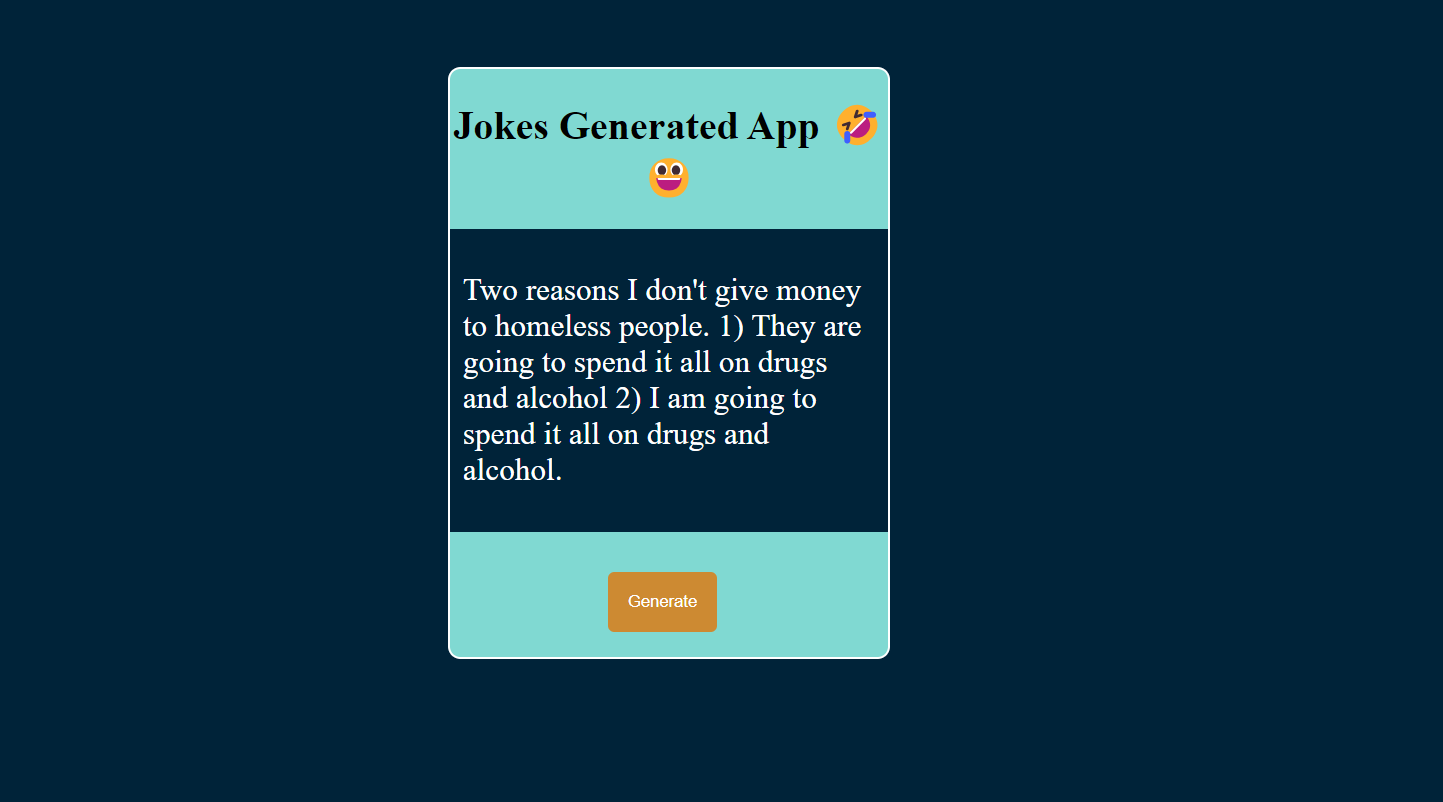 Jokes Generated App 🤣
😀
Two reasons I don't give money
to homeless people. 1) They are
going to spend it all on drugs
and alcohol 2) I am going to
spend it all on drugs and
alcohol.
Generate